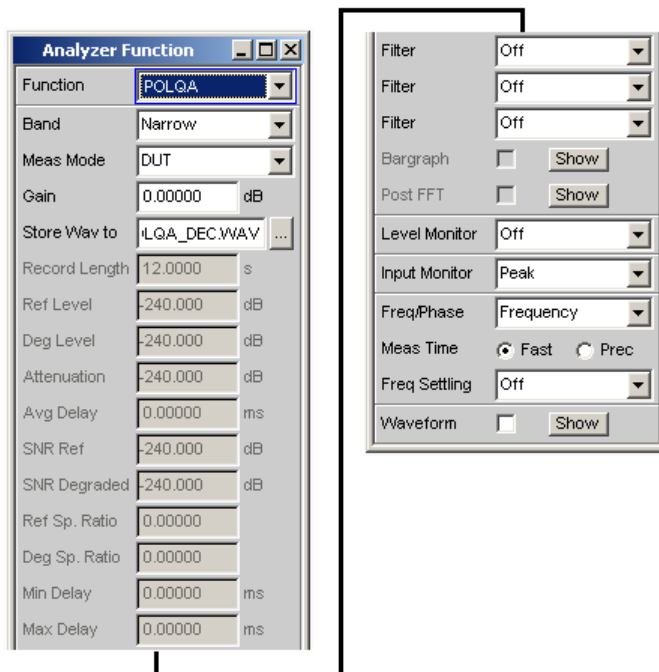 Analyzer Function
Function POLQA
Band Narrow
Meas Mode DUT
Gain 0.00000 dB
Store Wav to LQA_DEC.WAV ...
Record Length 12.0000 s
Ref Level -240.000 dB
Deg Level -240.000 dB
Attenuation -240.000 dB
Avg Delay 0.00000 ms
SNR Ref -240.000 dB
SNR Degraded -240.000 dB
Ref Sp. Ratio 0.00000
Deg Sp. Ratio 0.00000
Min Delay 0.00000 ms
Max Delay 0.00000 ms
Filter Off
Filter Off
Filter Off
Bargraph Show
Post FFT Show
Level Monitor Off
Input Monitor Peak
Freq/Phase Frequency
Meas Time Fast Prec
Freq Settling Off
Waveform Show